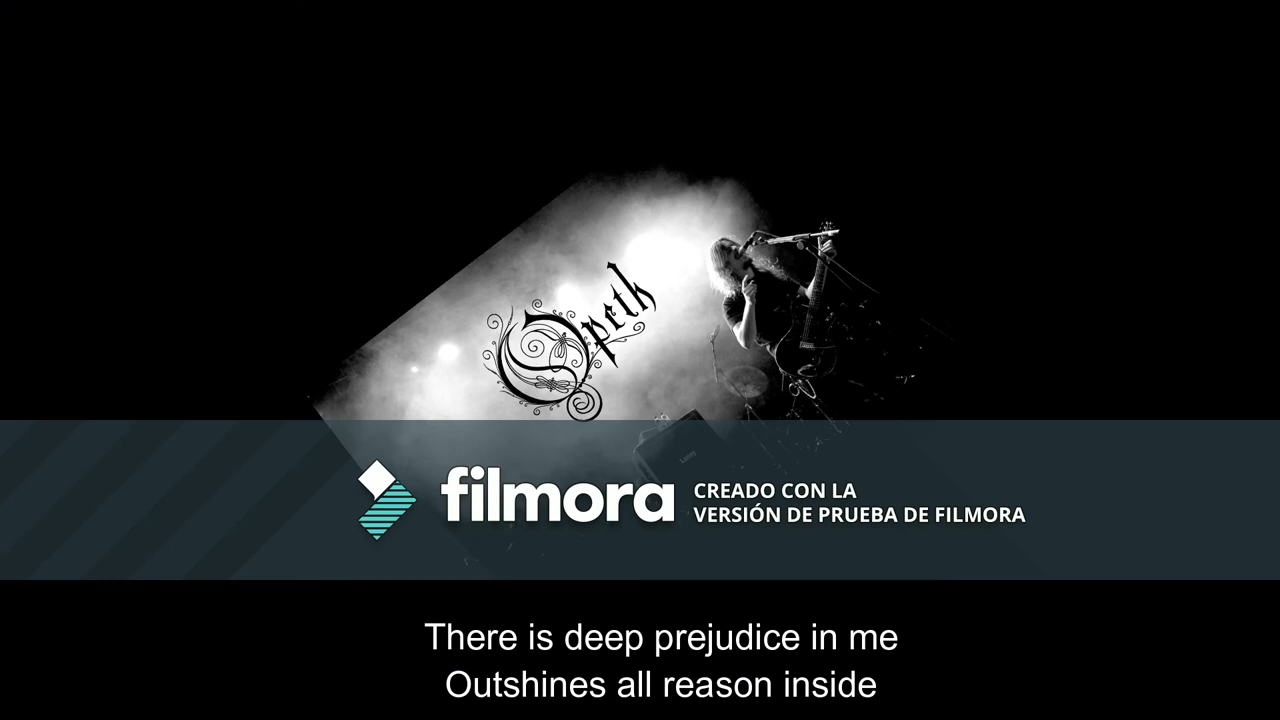 Opeth
filmora
CREADO CON LA
VERSIÓN DE PRUEBA DE FILMORA
There is deep prejudice in me
Outshines all reason inside